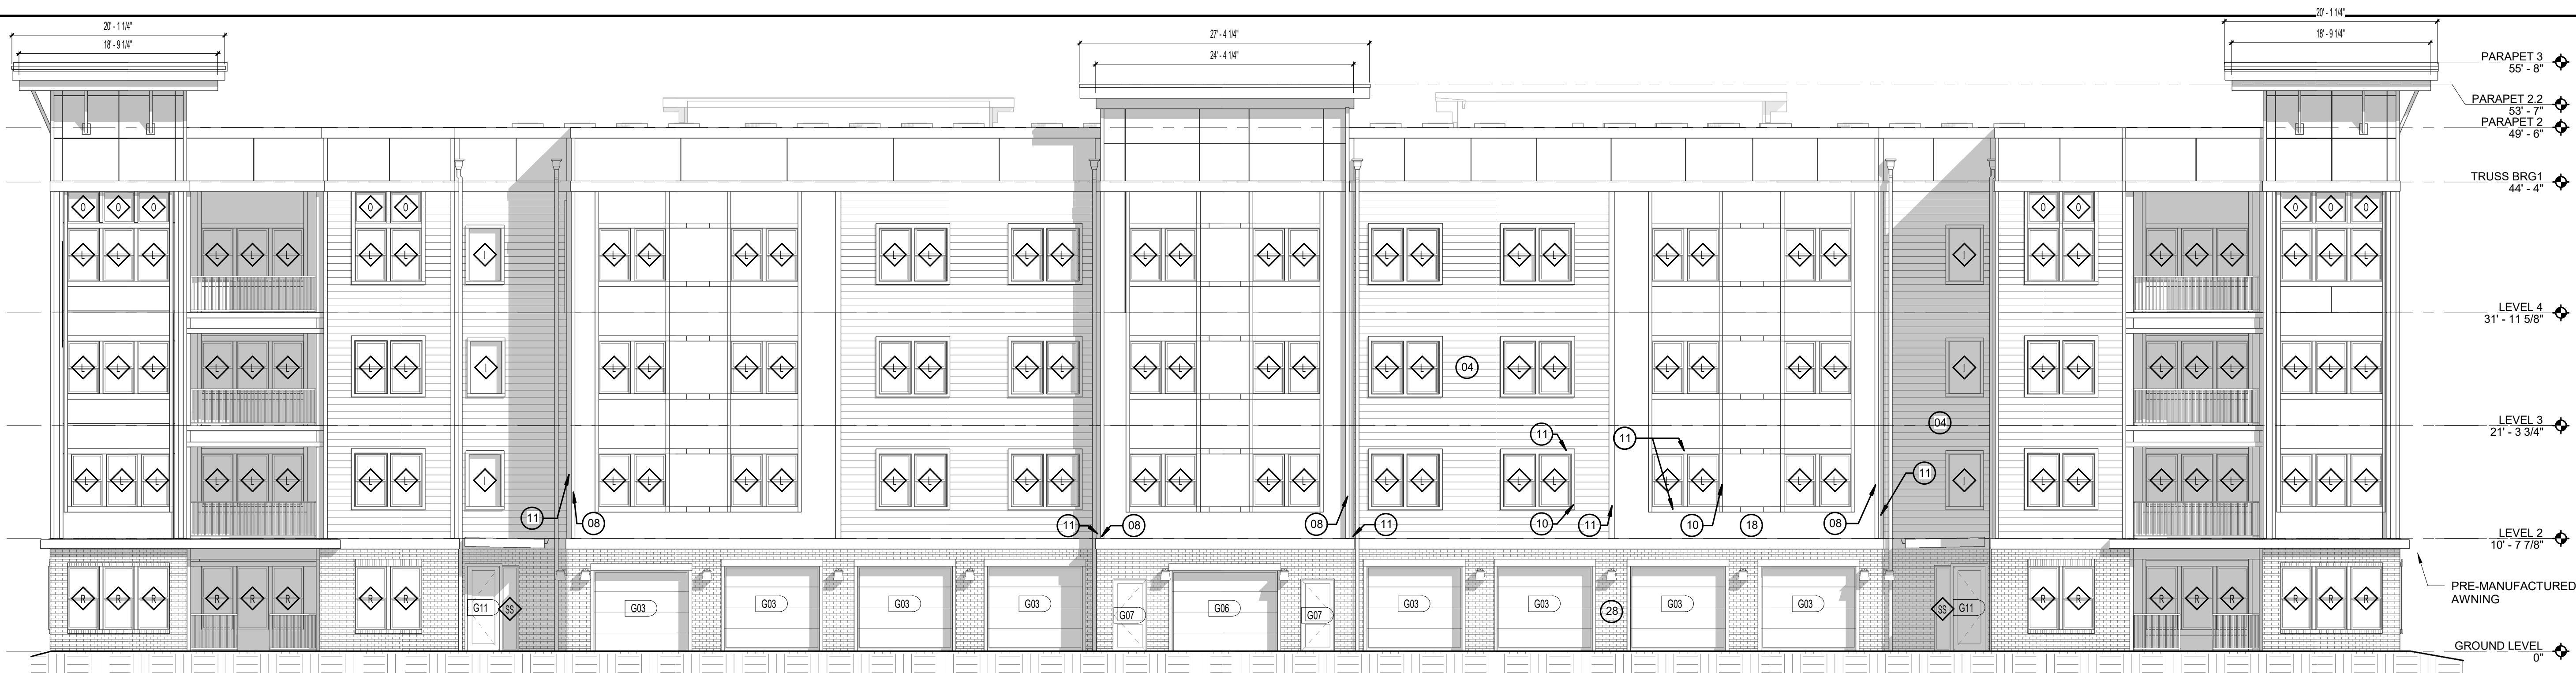 20' - 1 1/4"
18' - 9 1/4"
27' - 4 1/4"
24' - 4 1/4"
20' - 1 1/4"
18' - 9 1/4"
PARAPET 3
55' - 8"
PARAPET 2.2
53' - 7"
PARAPET 2
49' - 6"
TRUSS BRG1
44' - 4"
O O O O O O O O O O
L L L L L L L L I L L L L L L L L L L L L L L L L L L L L I L L L L L L L L
LEVEL 4
31' - 11 5/8"
L L L L L L L L I L L L L L L L L L L L L L L L L L L L L I L L L L L L L L
04
LEVEL 3
21' - 3 3/4"
04
11 11
L L L L L L L L I L L L L L L L L L L L L L L L L L L L L I L L L L L L L L
11
11 08 11 08 08 11 10 11 10 18 08
LEVEL 2
10' - 7 7/8"
PRE-MANUFACTURED
AWNING
R R R R R R R R R R R R R R R R
G11 SS G03 G03 G03 G03 G07 G06 G07 G03 G03 28 G03 G03 SS G11
GROUND LEVEL
0"